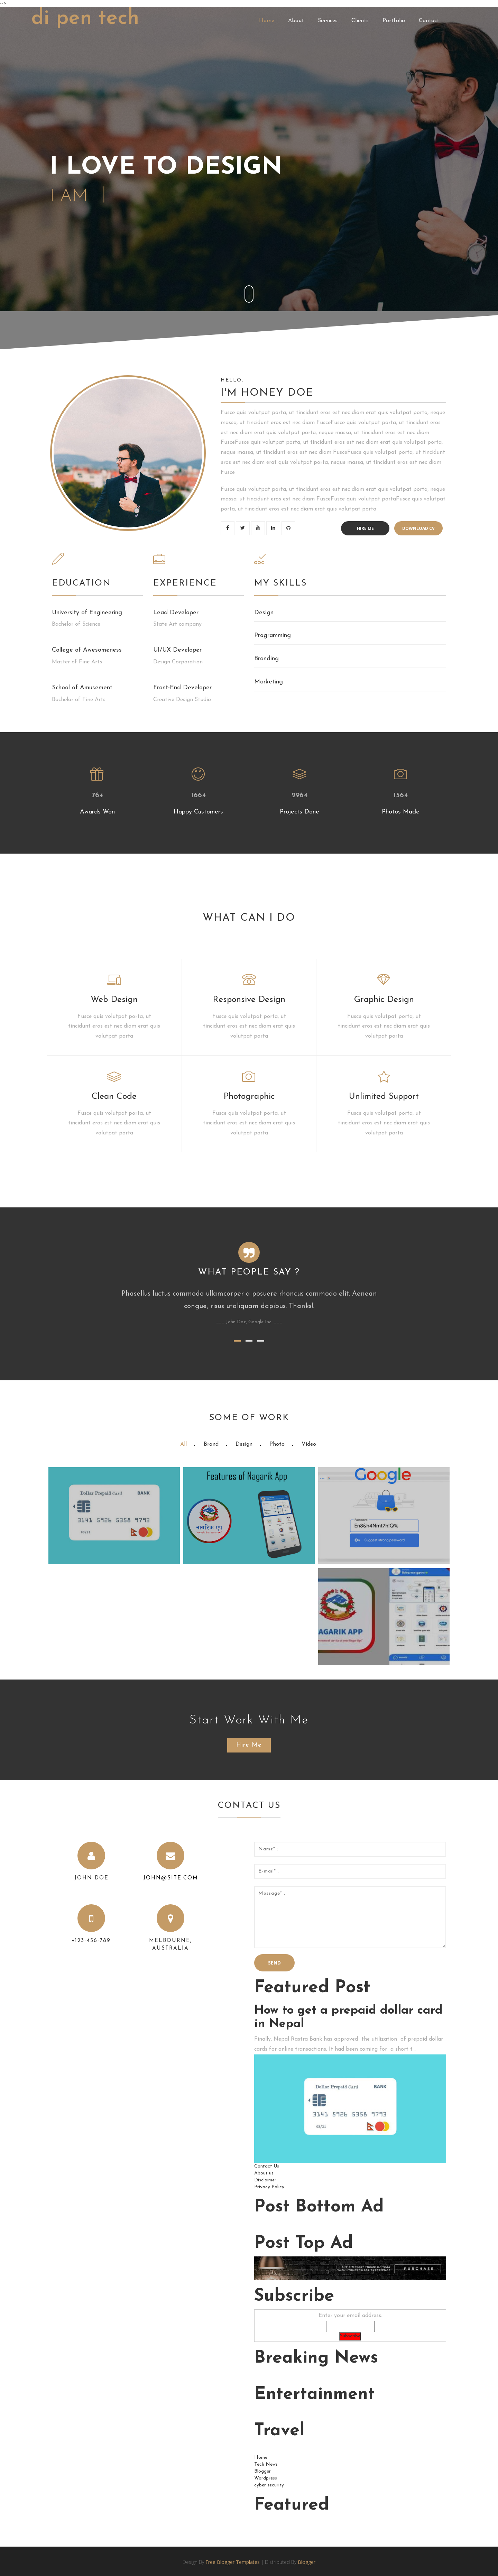 -->
di pen tech
Home About Services Clients Portfolio Contact
I LOVE TO DESIGN
I AM
HELLO,
I'M HONEY DOE
Fusce quis volutpat porta, ut tincidunt eros est nec diam erat quis volutpat porta, neque
massa, ut tincidunt eros est nec diam FusceFusce quis volutpat porta, ut tincidunt eros
est nec diam erat quis volutpat porta, neque massa, ut tincidunt eros est nec diam
FusceFusce quis volutpat porta, ut tincidunt eros est nec diam erat quis volutpat porta,
neque massa, ut tincidunt eros est nec diam FusceFusce quis volutpat porta, ut tincidunt
eros est nec diam erat quis volutpat porta, neque massa, ut tincidunt eros est nec diam
Fusce
Fusce quis volutpat porta, ut tincidunt eros est nec diam erat quis volutpat porta, neque
massa, ut tincidunt eros est nec diam FusceFusce quis volutpat portaFusce quis volutpat
porta, ut tincidunt eros est nec diam erat quis volutpat porta
HIRE ME DOWNLOAD CV
EDUCATION
University of Engineering
Bachelor of Science
College of Awesomeness
Master of Fine Arts
School of Amusement
Bachelor of Fine Arts
EXPERIENCE
Lead Developer
State Art company
UI/UX Developer
Design Corporation
Front-End Developer
Creative Design Studio
MY SKILLS
Design
Programming
Branding
Marketing
764
Awards Won
1664
Happy Customers
2964
Projects Done
1564
Photos Made
WHAT CAN I DO
Web Design
Fusce quis volutpat porta, ut
tincidunt eros est nec diam erat quis
volutpat porta
Responsive Design
Fusce quis volutpat porta, ut
tincidunt eros est nec diam erat quis
volutpat porta
Graphic Design
Fusce quis volutpat porta, ut
tincidunt eros est nec diam erat quis
volutpat porta
Clean Code
Fusce quis volutpat porta, ut
tincidunt eros est nec diam erat quis
volutpat porta
Photographic
Fusce quis volutpat porta, ut
tincidunt eros est nec diam erat quis
volutpat porta
Unlimited Support
Fusce quis volutpat porta, ut
tincidunt eros est nec diam erat quis
volutpat porta
WHAT PEOPLE SAY ?
Phasellus luctus commodo ullamcorper a posuere rhoncus commodo elit. Aenean
congue, risus utaliquam dapibus. Thanks!.
John Doe, Google Inc.
SOME OF WORK
All . Brand . Design . Photo . Video
Dollar Prepaid Card BANK
3141 5926 5358 9793
Features of Nagarik App
नागरिक एप
Google
Password
EnB§A4Nmt7hIQ%
Suggest strong password
NAGARIK APP
Start Work With Me
Hire Me
CONTACT US
JOHN DOE
JOHN@SITE.COM
+123-456-789
MELBOURNE,
AUSTRALIA
Name*
E-mail*
Message*
SEND
Featured Post
How to get a prepaid dollar card
in Nepal
Finally, Nepal Rastra Bank has approved the utilization of prepaid dollar
cards for online transactions. It had been coming for a short t
Dollar Prepaid Card BANK
3141 5926 5358 9793
Contact Us
About us
Disclaimer
Privacy Policy
Post Bottom Ad
Post Top Ad
PURCHASE
Subscribe
Enter your email address
Breaking News
Entertainment
Travel
Home
Tech News
Blogger
Wordpress
cyber security
Featured
Design By Free Blogger Templates | Distributed By Blogger